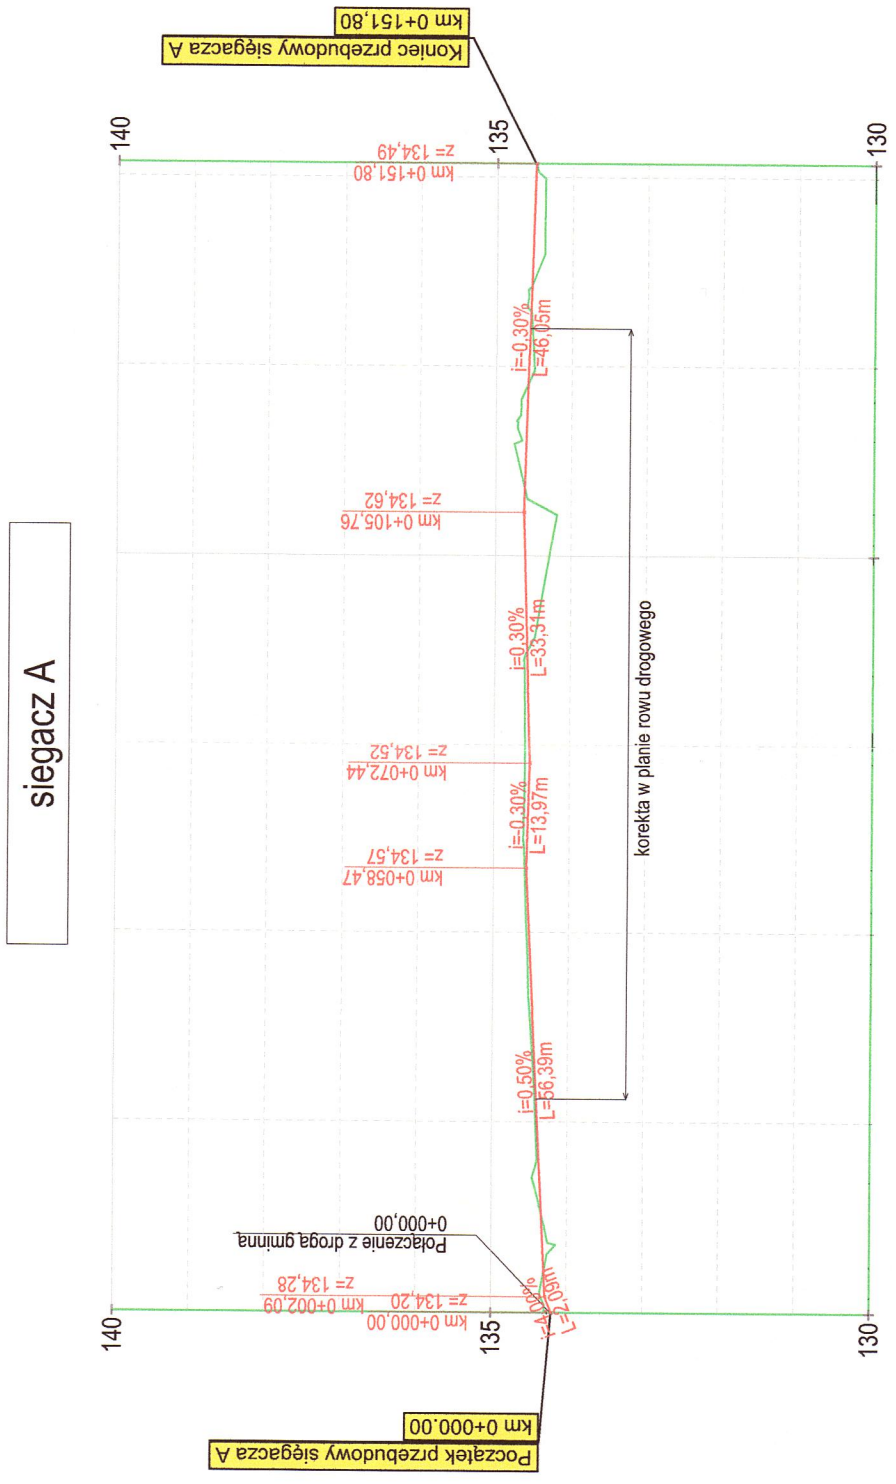 sięgacz A
Początek przebudowy sięgacza A
km 0+000.00
Koniec przebudowy sięgacza A
km 0+151,80
Połączenie z drogą gminną
0+000,00
140
135
130
140
135
130
km 0+000,00
z= 134,20
km 0+002,09
z= 134,28
i=4,00%
L=2,09m
i=0,50%
L=56,39m
km 0+058,47
z= 134,57
i=-0,30%
L=13,97m
km 0+072,44
z= 134,52
i=0,30%
L=33,31m
km 0+105,76
z= 134,62
i=-0,30%
L=46,05m
km 0+151,80
z= 134,49
korekta w planie rowu drogowego